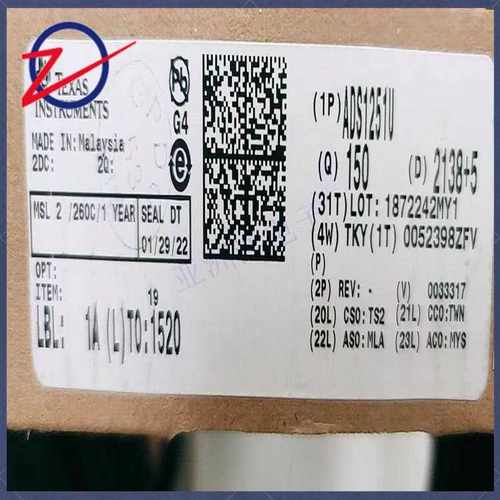 TEXAS
INSTRUMENTS
Pb
G4
e
MADE IN: Malaysia
2DC: 2Q:
MSL 2 /260C/1 YEAR SEAL DT
01/29/22
OPT:
ITEM: 19
LBL: 1A (L)TO:1520
(1P) ADS1251U
(Q) 150 (D) 2138+5
(31T)LOT: 1872242MY1
(4W) TKY(1T) 0052398ZFV
(P)
(2P) REV: - (V) 0033317
(20L) CSO:TS2 (21L) CCO:TWN
(22L) ASO:MLA (23L) ACO:MYS